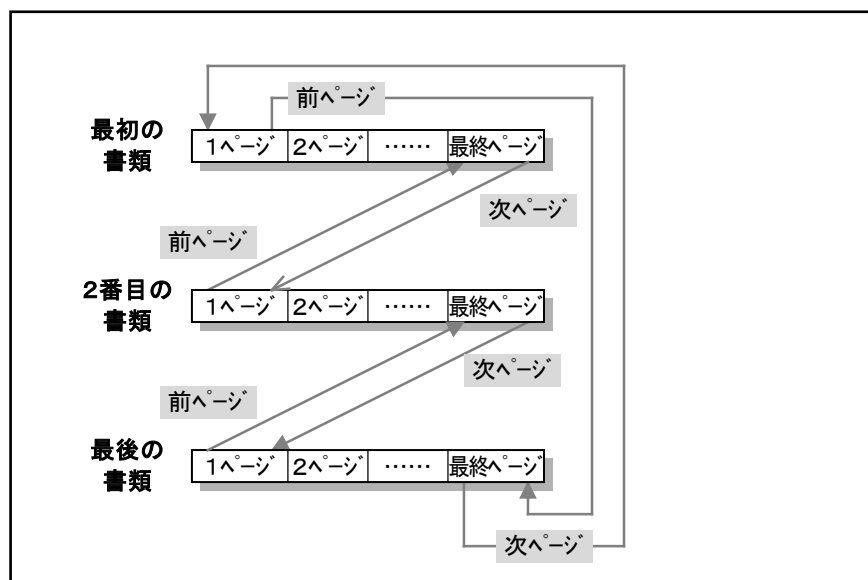 前ページ
最初の
書類
1ページ 2ページ …… 最終ページ
次ページ
前ページ
2番目の
書類
1ページ 2ページ …… 最終ページ
次ページ
前ページ
最後の
書類
1ページ 2ページ …… 最終ページ
次ページ